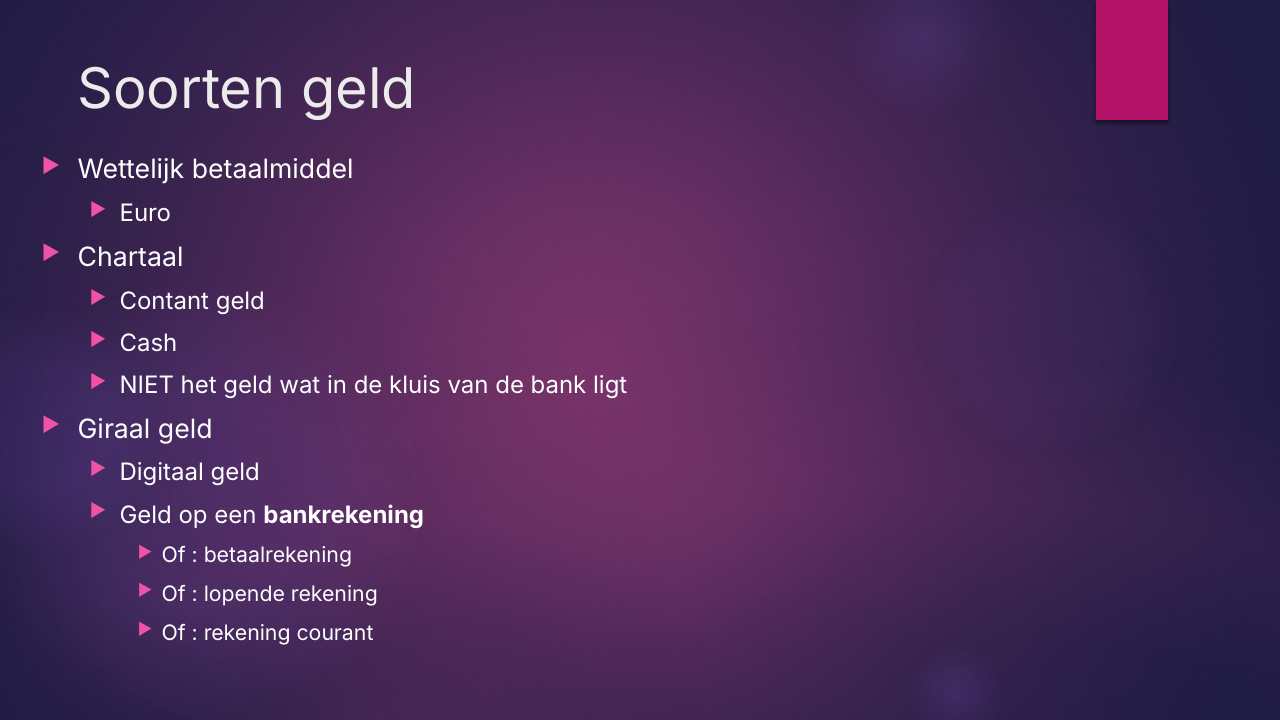 Soorten geld
Wettelijk betaalmiddel
Euro
Chartaal
Contant geld
Cash
NIET het geld wat in de kluis van de bank ligt
Giraal geld
Digitaal geld
Geld op een bankrekening
Of : betaalrekening
Of : lopende rekening
Of : rekening courant